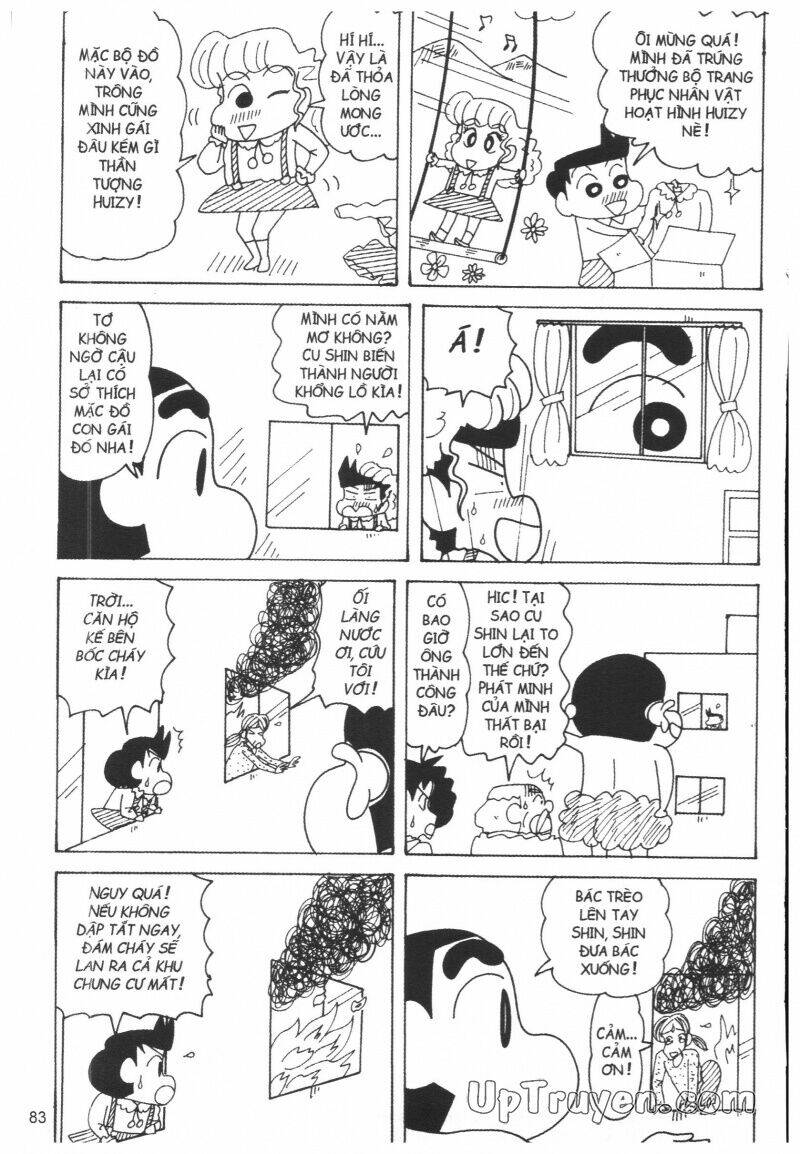 ÔI MỪNG QUÁ!
MÌNH ĐÃ TRÚNG
THƯỞNG BỘ TRANG
PHỤC NHÂN VẬT
HOẠT HÌNH HUIZY
NÈ!
HÍ HÍ...
VẬY LÀ
ĐÃ THỎA
LÒNG
MONG
ƯỚC...
MẶC BỘ ĐỒ
NÀY VÀO,
TRÔNG
MÌNH CŨNG
XINH GÁI
ĐÂU KÉM GÌ
THẦN
TƯỢNG
HUIZY!
Á!
MÌNH CÓ NẰM
MƠ KHÔNG?
CU SHIN BIẾN
THÀNH NGƯỜI
KHỔNG LỒ KÌA!
TỚ
KHÔNG
NGỜ CẬU
LẠI CÓ
SỞ THÍCH
MẶC ĐỒ
CON GÁI
ĐÓ NHA!
HIC! TẠI
SAO CU
SHIN LẠI TO
LỚN ĐẾN
THẾ CHỨ?
PHÁT MINH
CỦA MÌNH
THẤT BẠI
RỒI!
CÓ
BAO
GIỜ
ÔNG
THÀNH
CÔNG
ĐÂU?
ỐI
LÀNG
NƯỚC
ƠI, CỨU
TÔI
VỚI!
TRỜI...
CĂN HỘ
KẾ BÊN
BỐC CHÁY
KÌA!
BÁC TRÈO
LÊN TAY
SHIN, SHIN
ĐƯA BÁC
XUỐNG!
CẢM...
CẢM
ƠN!
NGUY QUÁ!
NẾU KHÔNG
DẬP TẮT NGAY,
ĐÁM CHÁY SẼ
LAN RA CẢ KHU
CHUNG CƯ MẤT!
83
UpTruyen.com